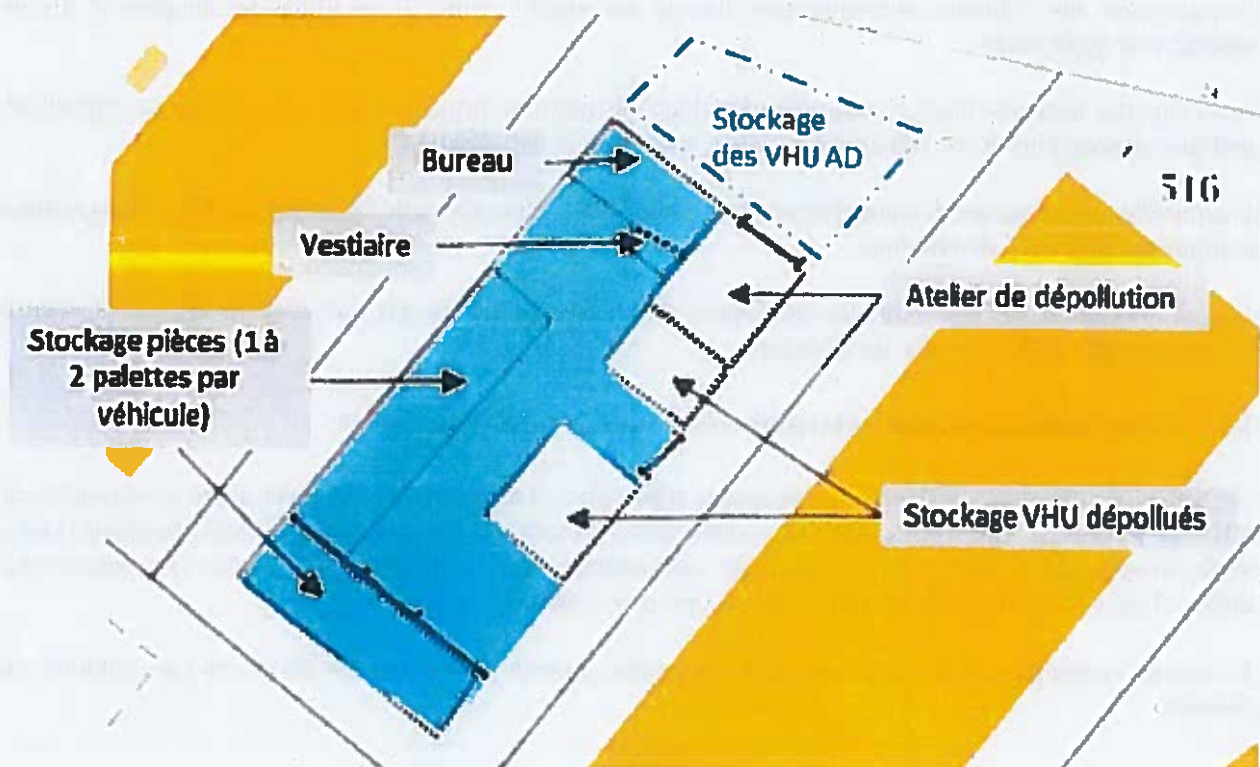 Stockage
des VHU AD
Bureau
516
Vestiaire
Atelier de dépollution
Stockage pièces (1 à
2 palettes par
véhicule)
Stockage VHU dépollués